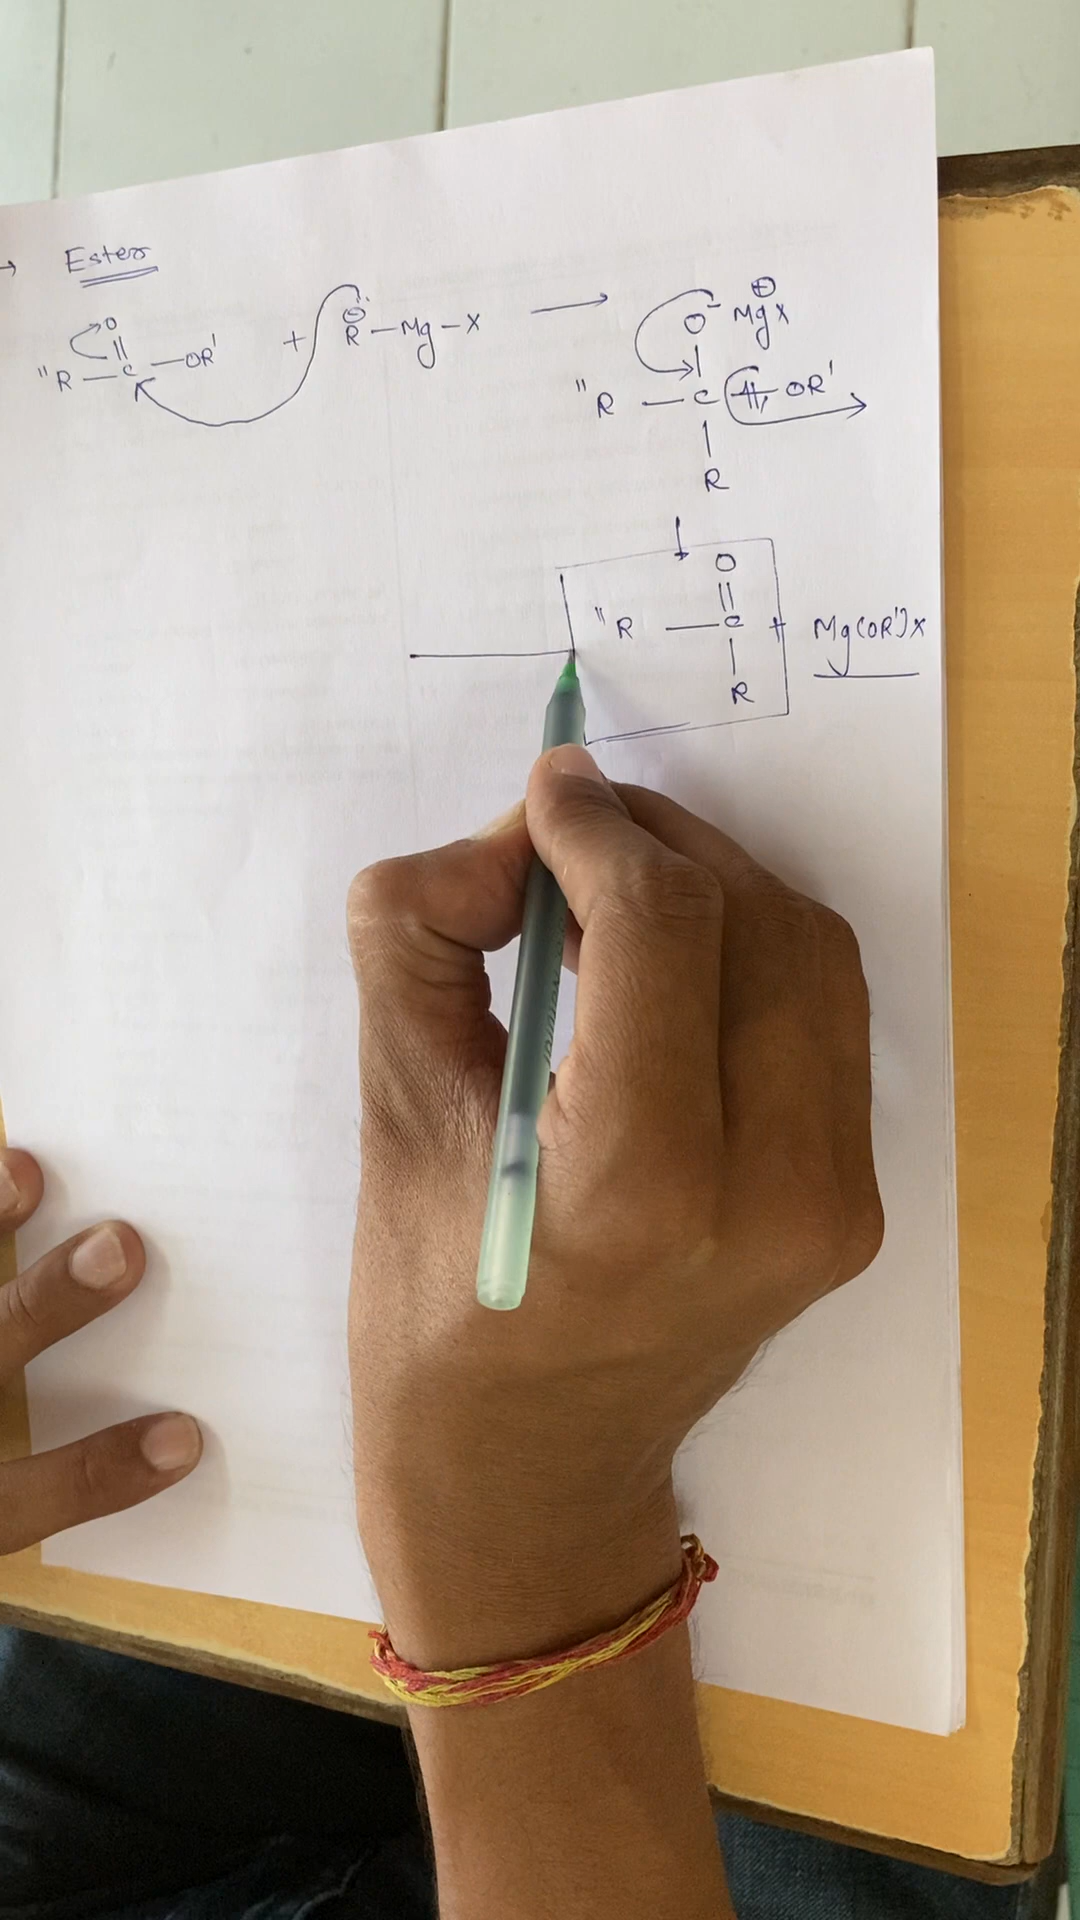 → Ester
O
"R — C — OR' + R̈ — Mg — X → O⁻ Mg⊕X
"R — C — OR'
|
R
↓
O
||
"R — C + Mg(OR')X
|
R